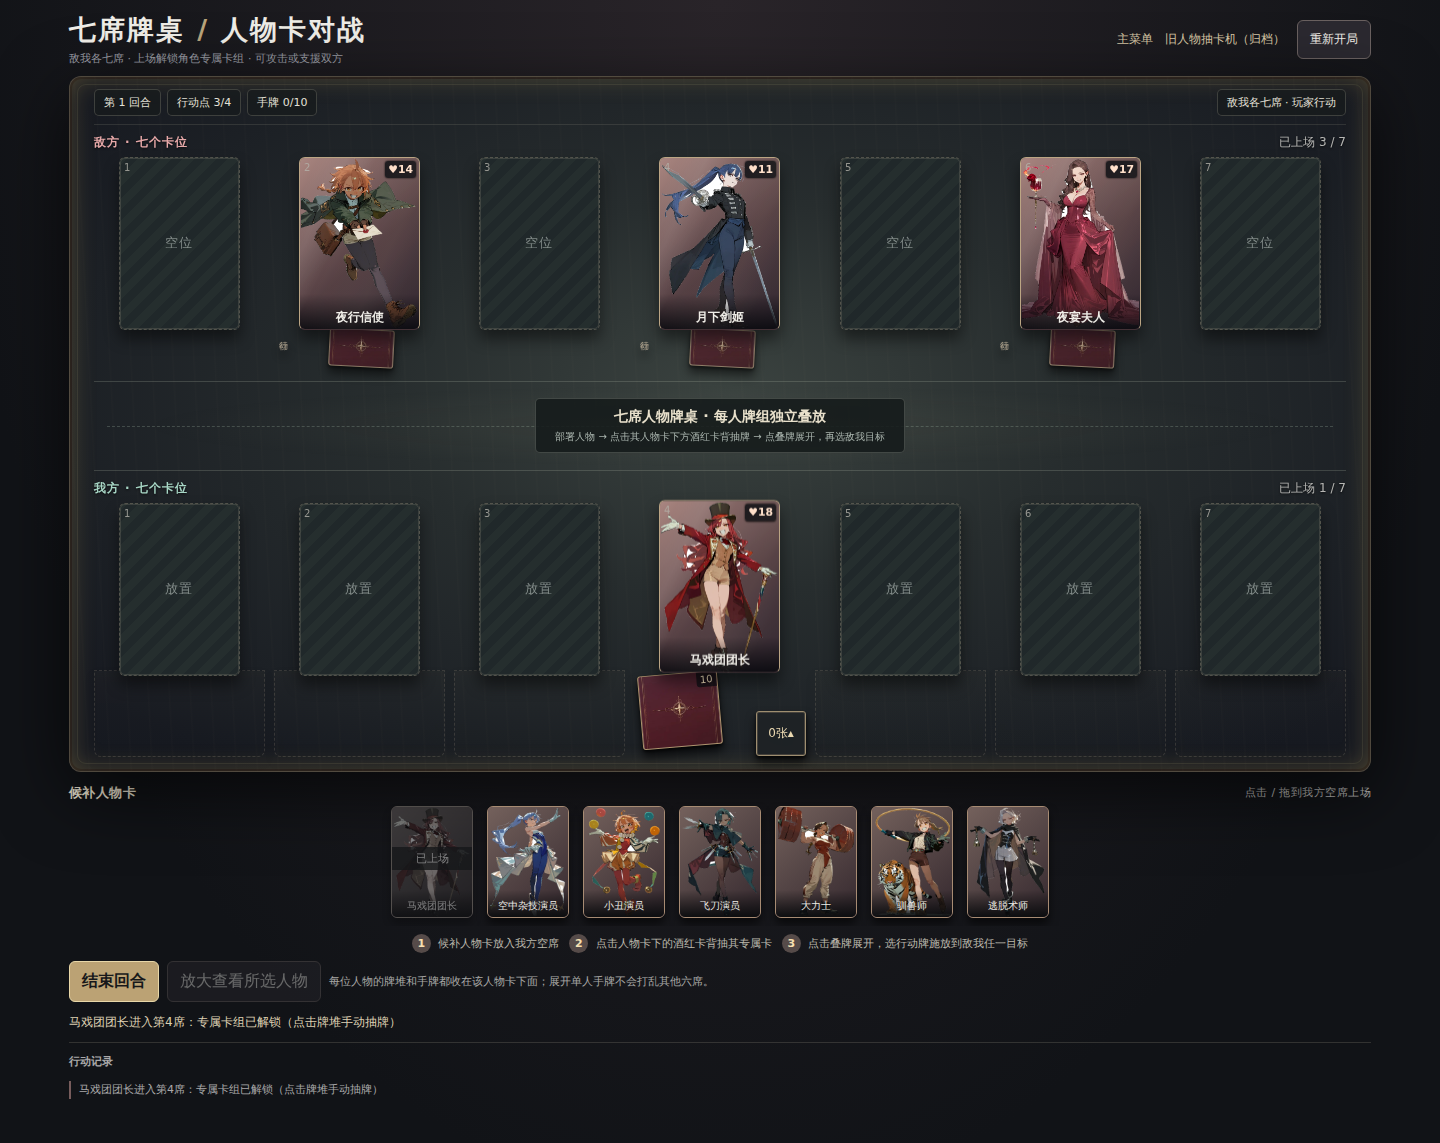 七席牌桌 / 人物卡对战
敌我各七席 · 上场解锁角色专属卡组 · 可攻击或支援双方
主菜单 旧人物抽卡机（归档） 重新开局
第 1 回合 行动点 3/4 手牌 0/10
敌我各七席 · 玩家行动
敌方 · 七个卡位
已上场 3 / 7
1 空位
2 ♥14 夜行信使
3 空位
4 ♥11 月下剑姬
5 空位
6 ♥17 夜宴夫人
7 空位
七席人物牌桌 · 每人牌组独立叠放
部署人物 → 点击其人物卡下方酒红卡背抽牌 → 点叠牌展开，再选敌我目标
我方 · 七个卡位
已上场 1 / 7
1 放置
2 放置
3 放置
4 ♥18 马戏团团长
5 放置
6 放置
7 放置
10
0张▴
候补人物卡
点击 / 拖到我方空席上场
已上场
马戏团团长 空中杂技演员 小丑演员 飞刀演员 大力士 驯兽师 逃脱术师
1 候补人物卡放入我方空席 2 点击人物卡下的酒红卡背抽其专属卡 3 点击叠牌展开，选行动牌施放到敌我任一目标
结束回合 放大查看所选人物 每位人物的牌堆和手牌都收在该人物卡下面；展开单人手牌不会打乱其他六席。
马戏团团长进入第4席：专属卡组已解锁（点击牌堆手动抽牌）
行动记录
马戏团团长进入第4席：专属卡组已解锁（点击牌堆手动抽牌）